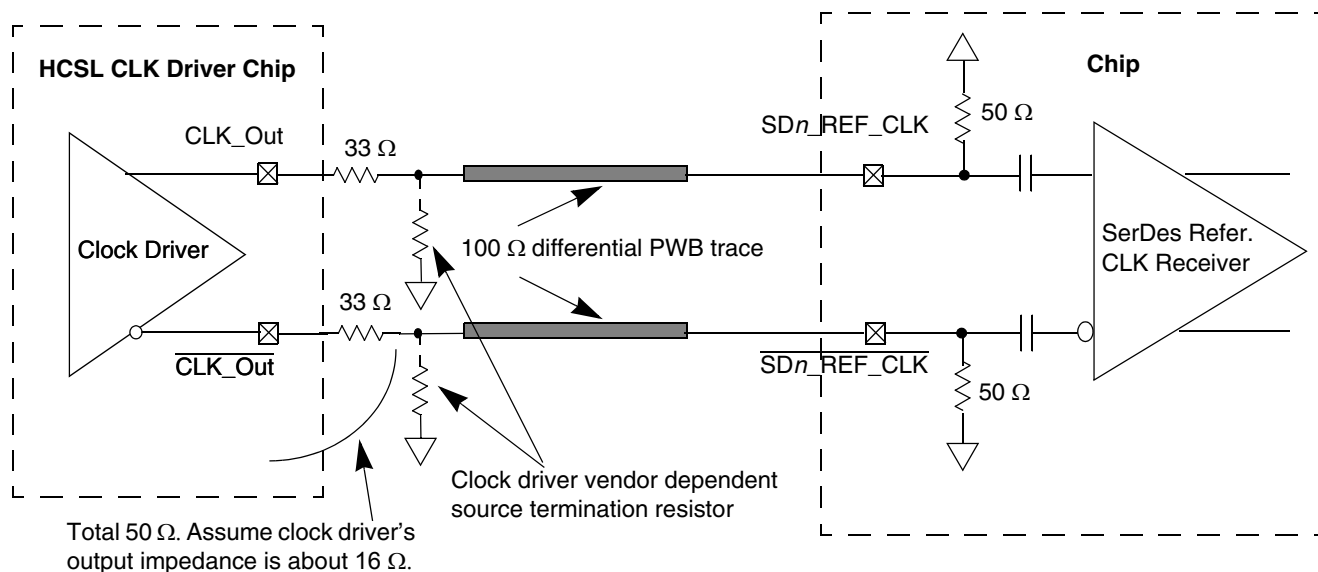 HCSL CLK Driver Chip
Chip
CLK_Out
33 Ω
SDn_REF_CLK
50 Ω
Clock Driver
100 Ω differential PWB trace
SerDes Refer.
CLK Receiver
33 Ω
CLK_Out
SDn_REF_CLK
50 Ω
Clock driver vendor dependent
source termination resistor
Total 50 Ω. Assume clock driver's
output impedance is about 16 Ω.